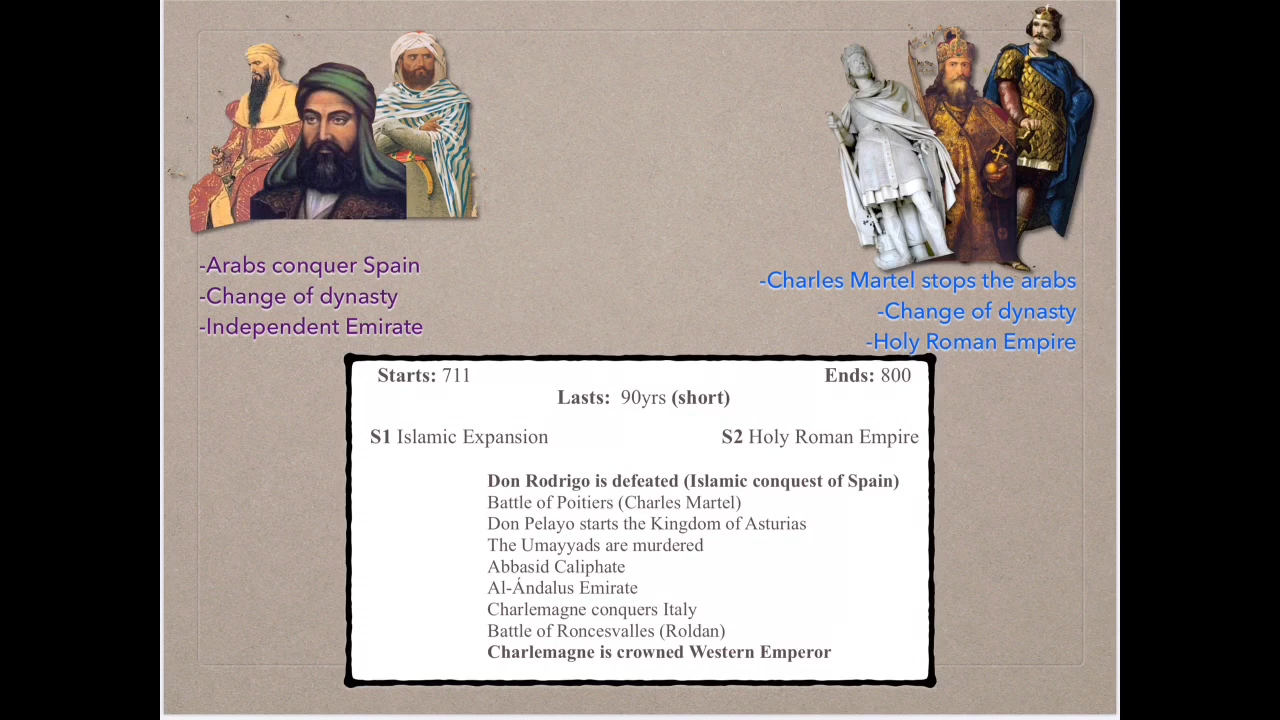 -Arabs conquer Spain
-Change of dynasty
-Independent Emirate
-Charles Martel stops the arabs
-Change of dynasty
-Holy Roman Empire
Starts: 711
Ends: 800
Lasts: 90yrs (short)
S1 Islamic Expansion
S2 Holy Roman Empire
Don Rodrigo is defeated (Islamic conquest of Spain)
Battle of Poitiers (Charles Martel)
Don Pelayo starts the Kingdom of Asturias
The Umayyads are murdered
Abbasid Caliphate
Al-Ándalus Emirate
Charlemagne conquers Italy
Battle of Roncesvalles (Roldan)
Charlemagne is crowned Western Emperor